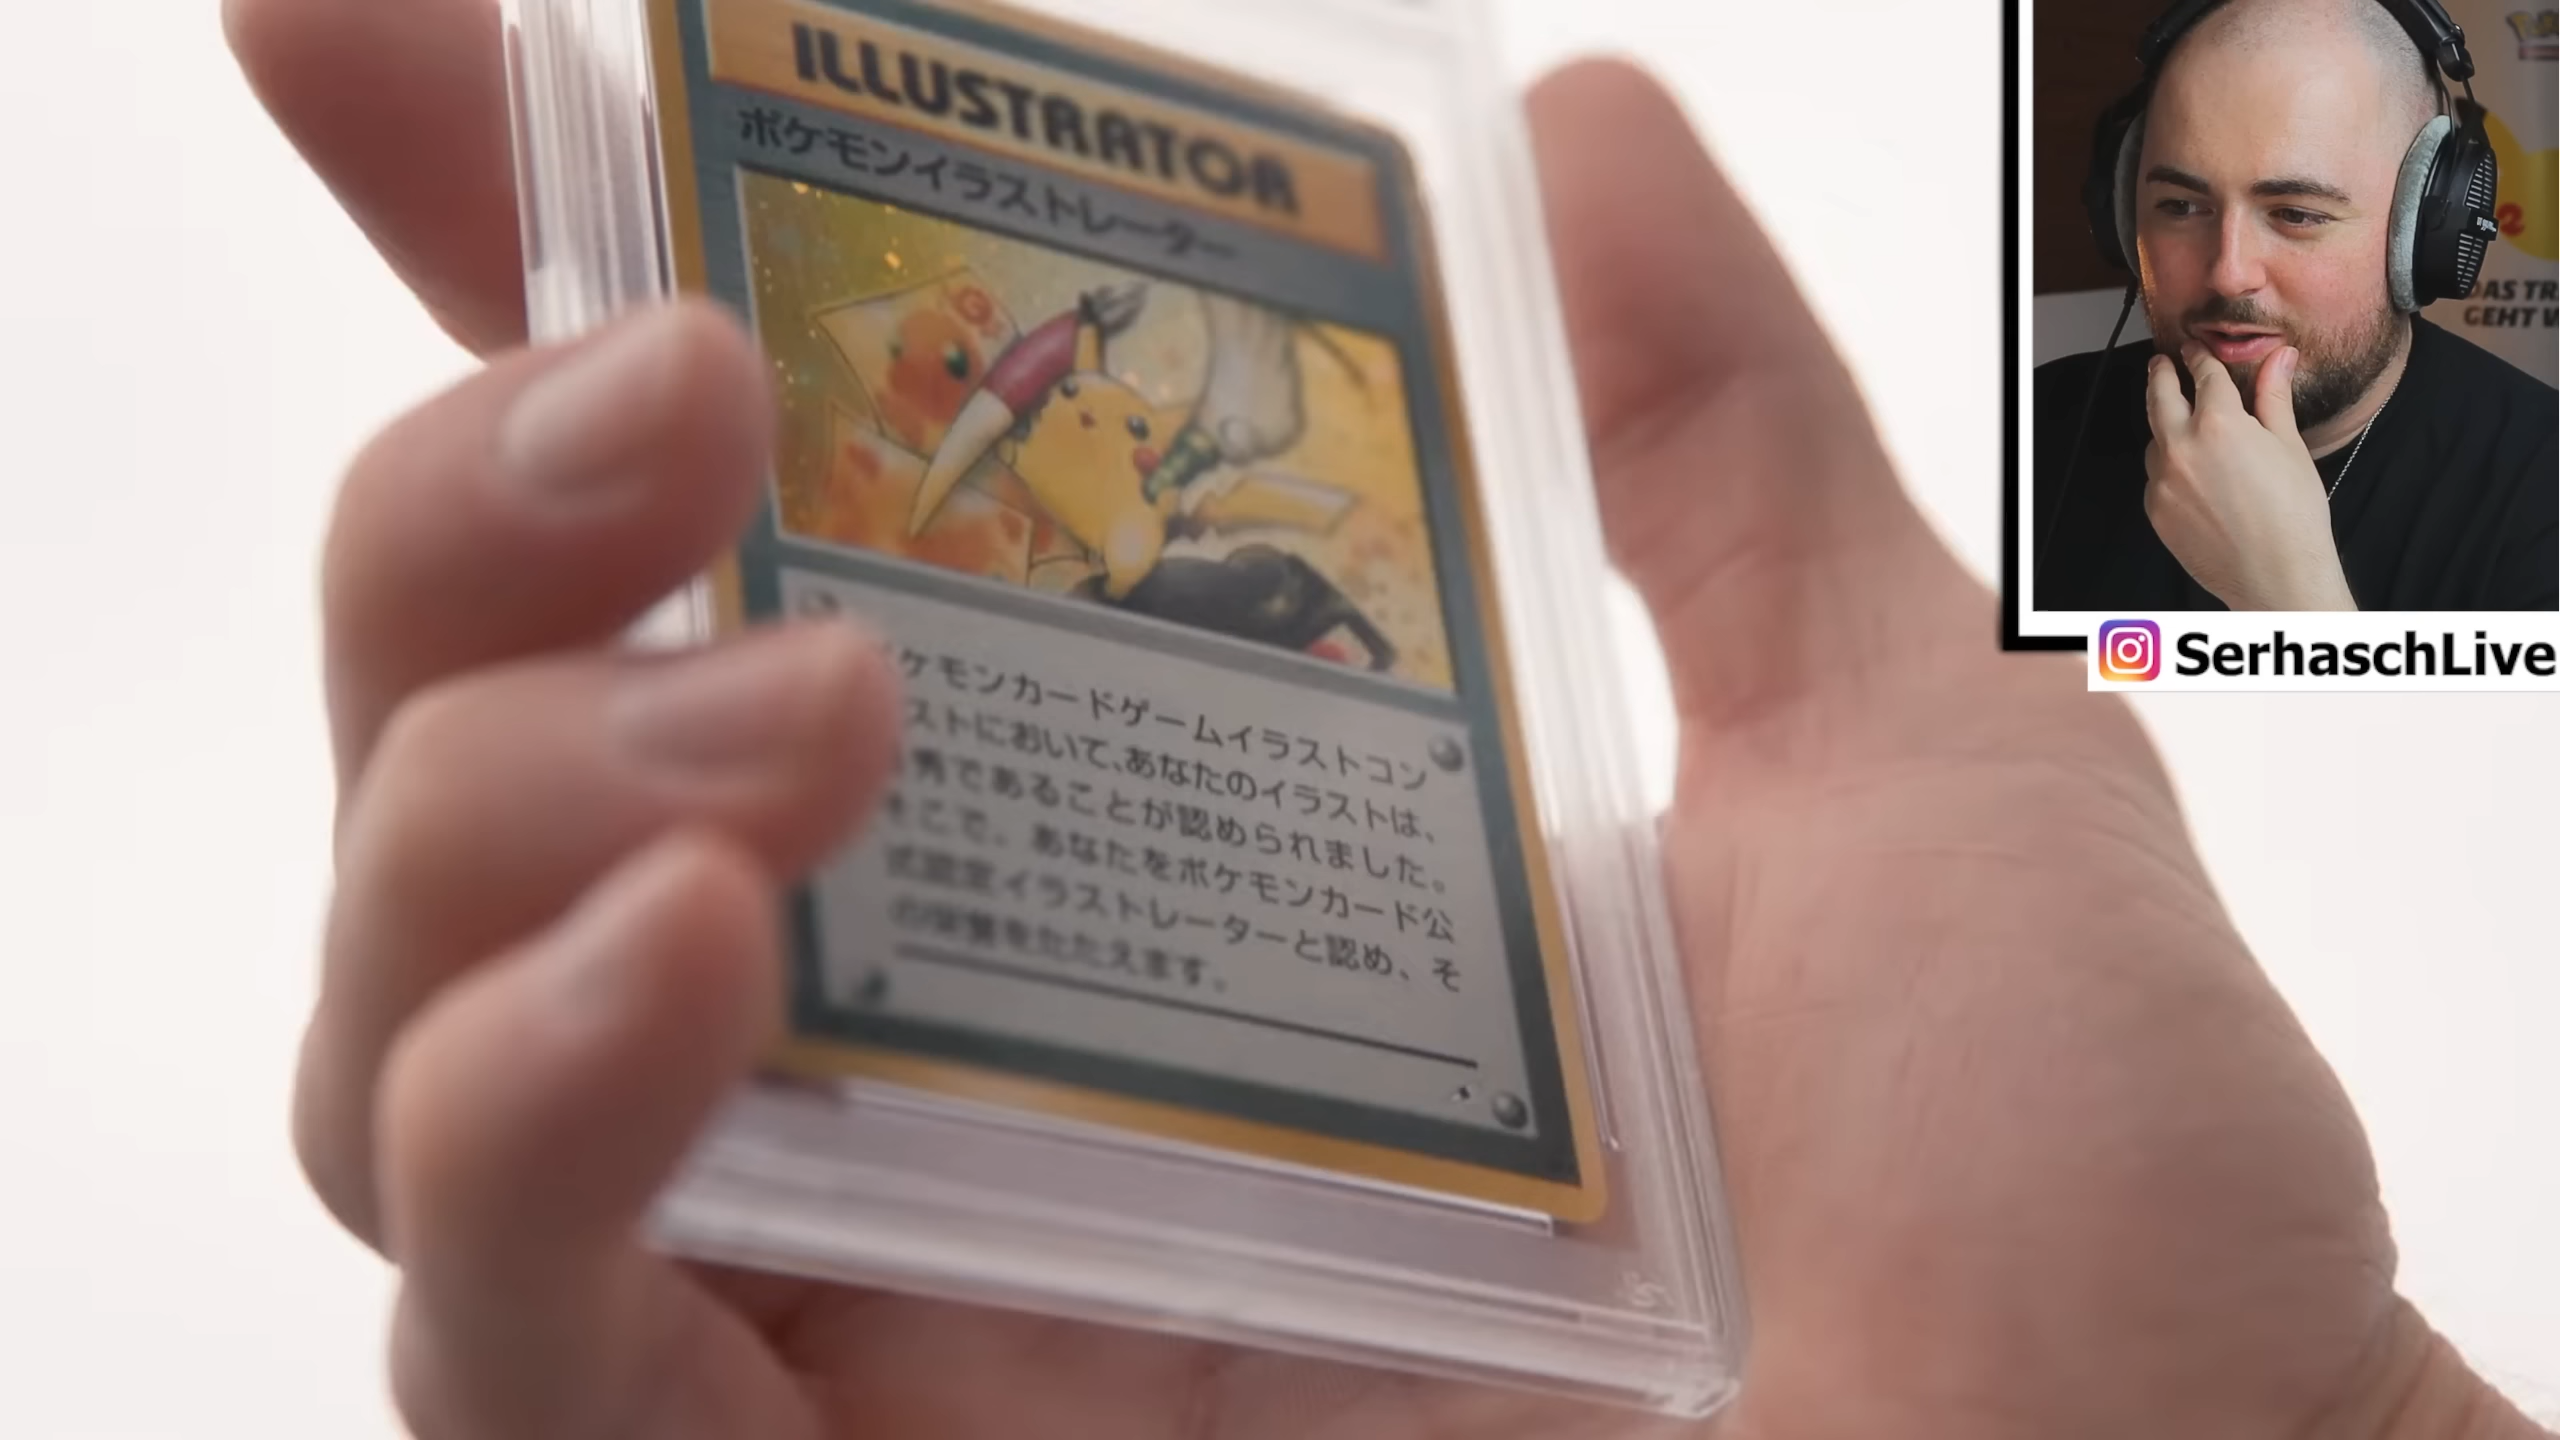 ILLUSTRATOR
ポケモンイラストレーター
ケモンカードゲームイラストコン
ストにおいて、あなたのイラストは、
秀であることが認められました。
そこで、あなたをポケモンカード公
式認定イラストレーターと認め、そ
の栄誉をたたえます。
DAS TR
GEHT
SerhaschLive